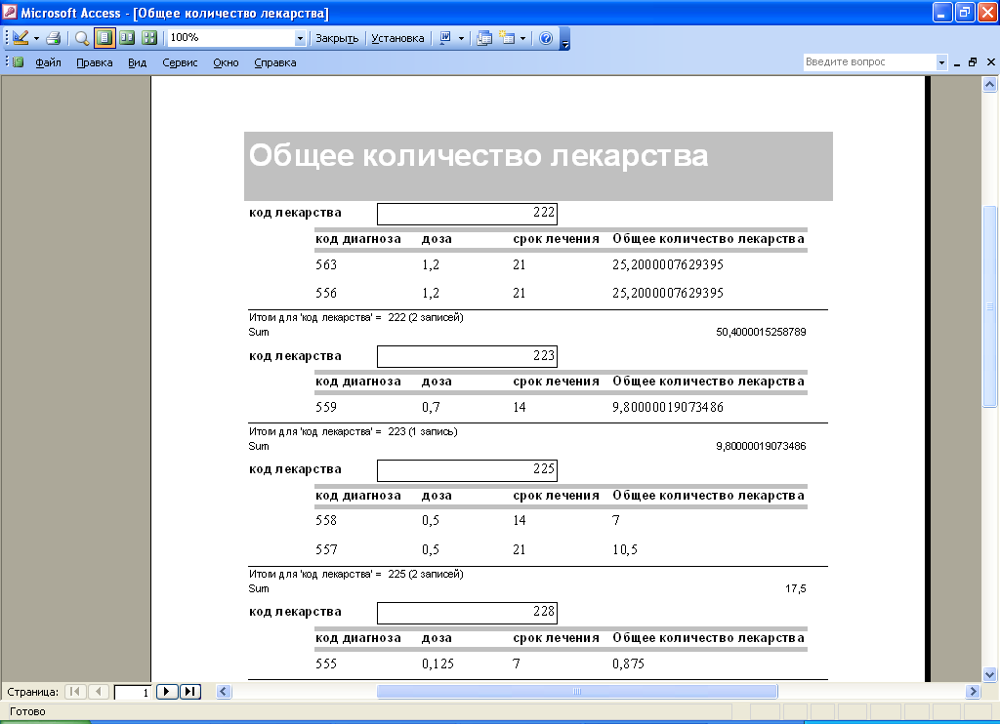 Microsoft Access - [Общее количество лекарства]
100% Закрыть Установка
Файл Правка Вид Сервис Окно Справка Введите вопрос
Общее количество лекарства
код лекарства 222
код диагноза доза срок лечения Общее количество лекарства
563 1,2 21 25,2000007629395
556 1,2 21 25,2000007629395
Итоги для 'код лекарства' = 222 (2 записей)
Sum 50,4000015258789
код лекарства 223
код диагноза доза срок лечения Общее количество лекарства
559 0,7 14 9,80000019073486
Итоги для 'код лекарства' = 223 (1 запись)
Sum 9,80000019073486
код лекарства 225
код диагноза доза срок лечения Общее количество лекарства
558 0,5 14 7
557 0,5 21 10,5
Итоги для 'код лекарства' = 225 (2 записей)
Sum 17,5
код лекарства 228
код диагноза доза срок лечения Общее количество лекарства
555 0,125 7 0,875
Страница: 1
Готово